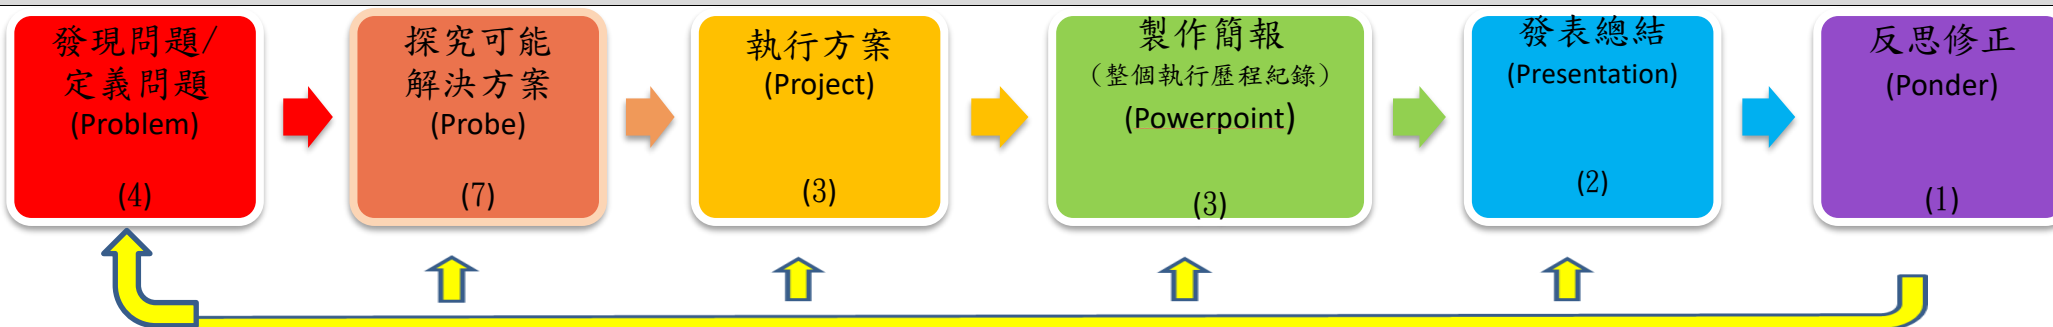 發現問題/
定義問題
(Problem)
(4)
探究可能
解決方案
(Probe)
(7)
執行方案
(Project)
(3)
製作簡報
（整個執行歷程紀錄）
(Powerpoint)
(3)
發表總結
(Presentation)
(2)
反思修正
(Ponder)
(1)